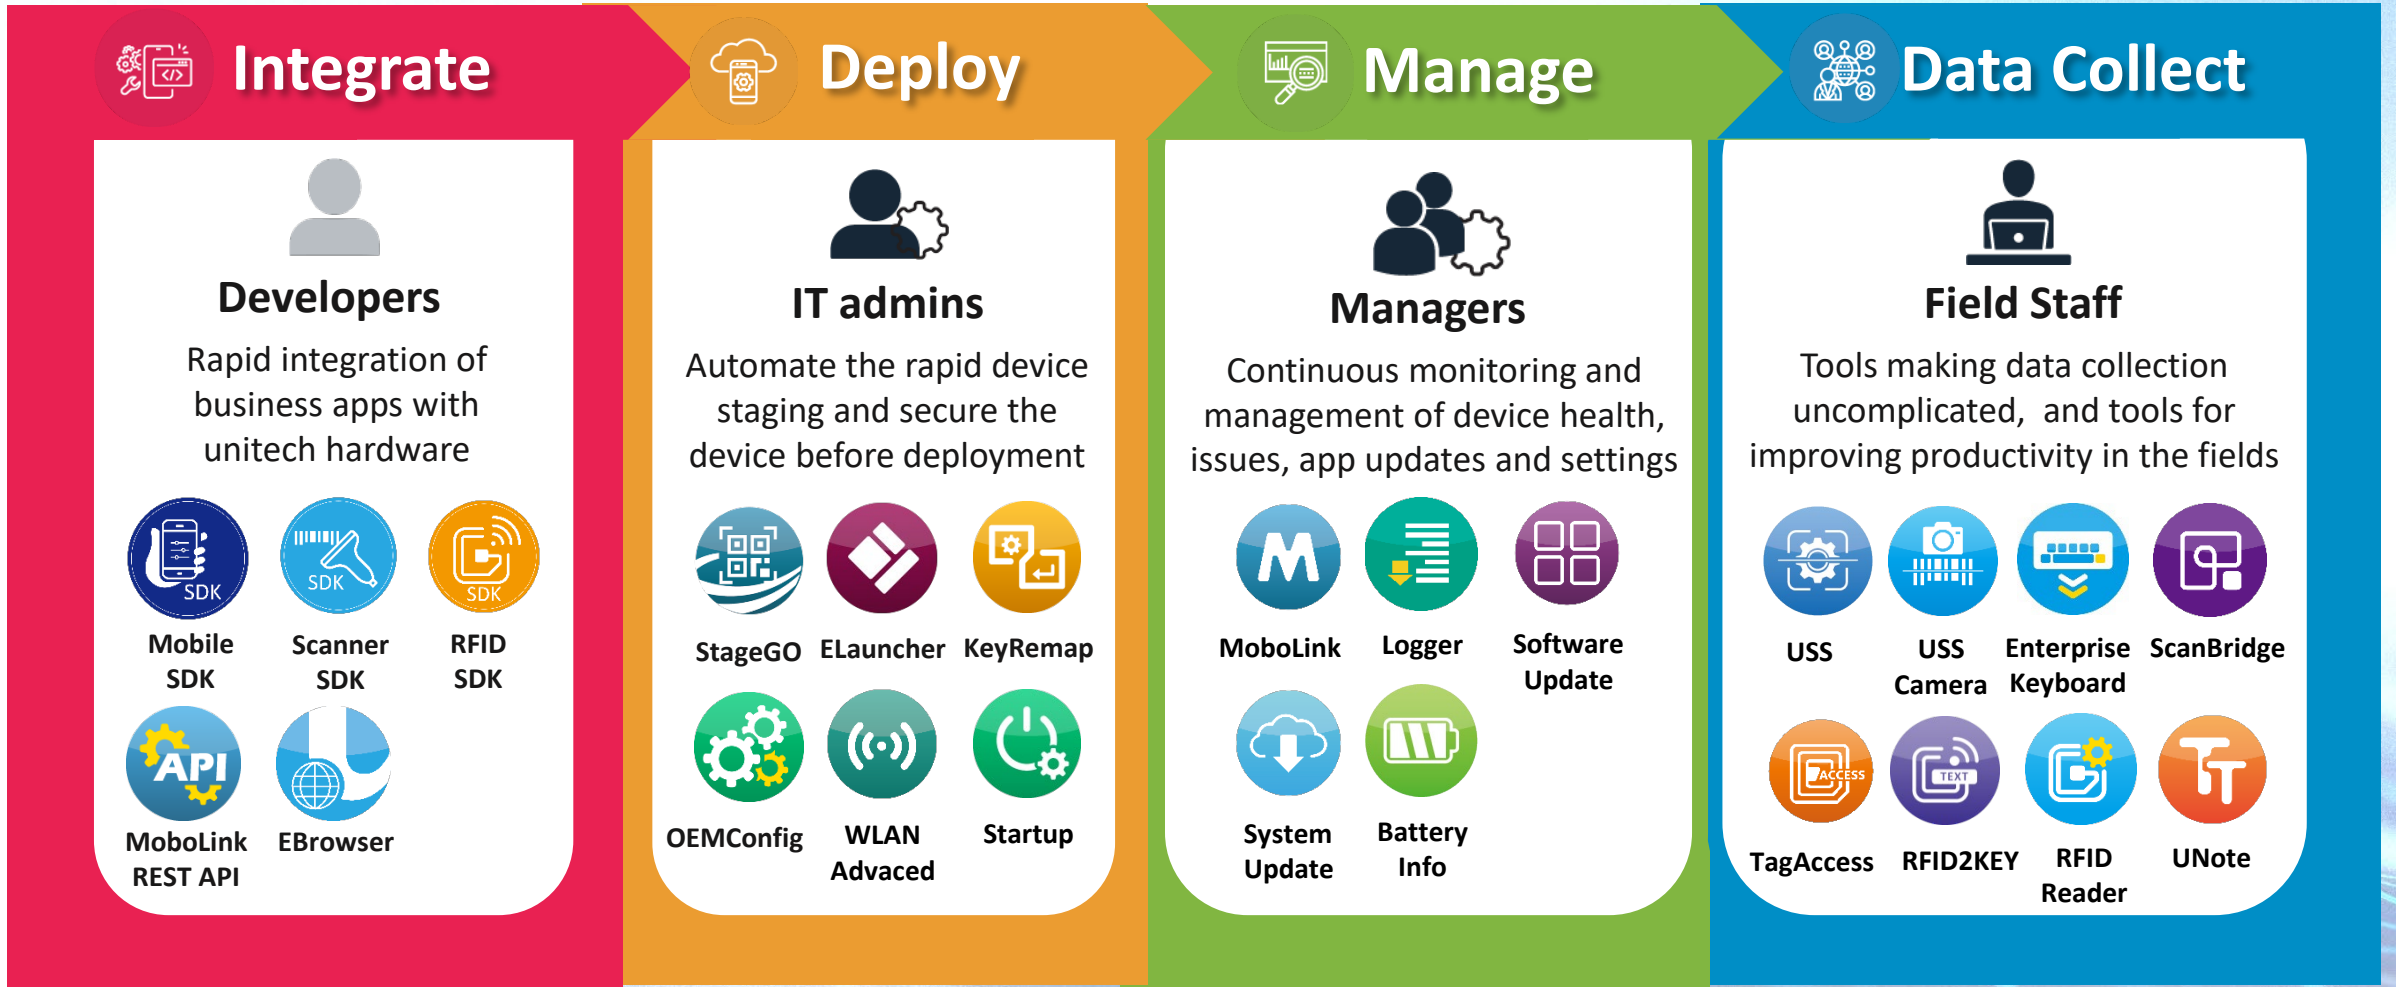 Integrate
Deploy
Manage
Data Collect
Developers
Rapid integration of
business apps with
unitech hardware
SDK
SDK
SDK
Mobile
SDK
Scanner
SDK
RFID
SDK
API
MoboLink
REST API
EBrowser
IT admins
Automate the rapid device
staging and secure the
device before deployment
StageGO
ELauncher
KeyRemap
OEMConfig
WLAN
Advaced
Startup
Managers
Continuous monitoring and
management of device health,
issues, app updates and settings
M
MoboLink
Logger
Software
Update
System
Update
Battery
Info
Field Staff
Tools making data collection
uncomplicated, and tools for
improving productivity in the fields
USS
USS
Camera
Enterprise
Keyboard
ScanBridge
ACCESS
TEXT
TT
TagAccess
RFID2KEY
RFID
Reader
UNote